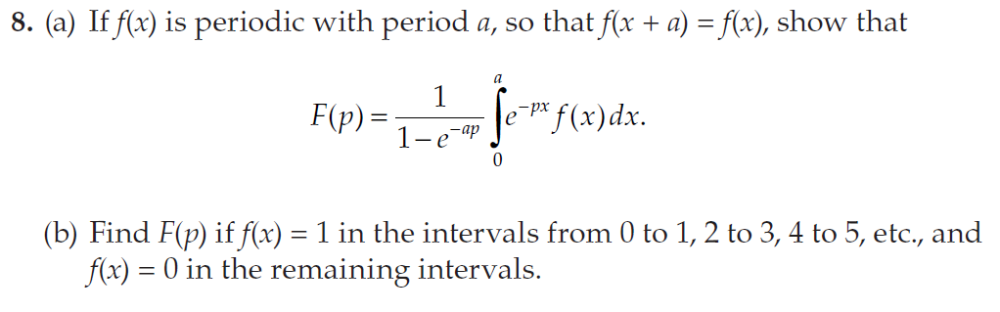 8. (a) If f(x) is periodic with period a, so that f(x + a) = f(x), show that
F(p) = \frac{1}{1 - e^{-ap}} \int_{0}^{a} e^{-px} f(x) dx.
(b) Find F(p) if f(x) = 1 in the intervals from 0 to 1, 2 to 3, 4 to 5, etc., and
f(x) = 0 in the remaining intervals.